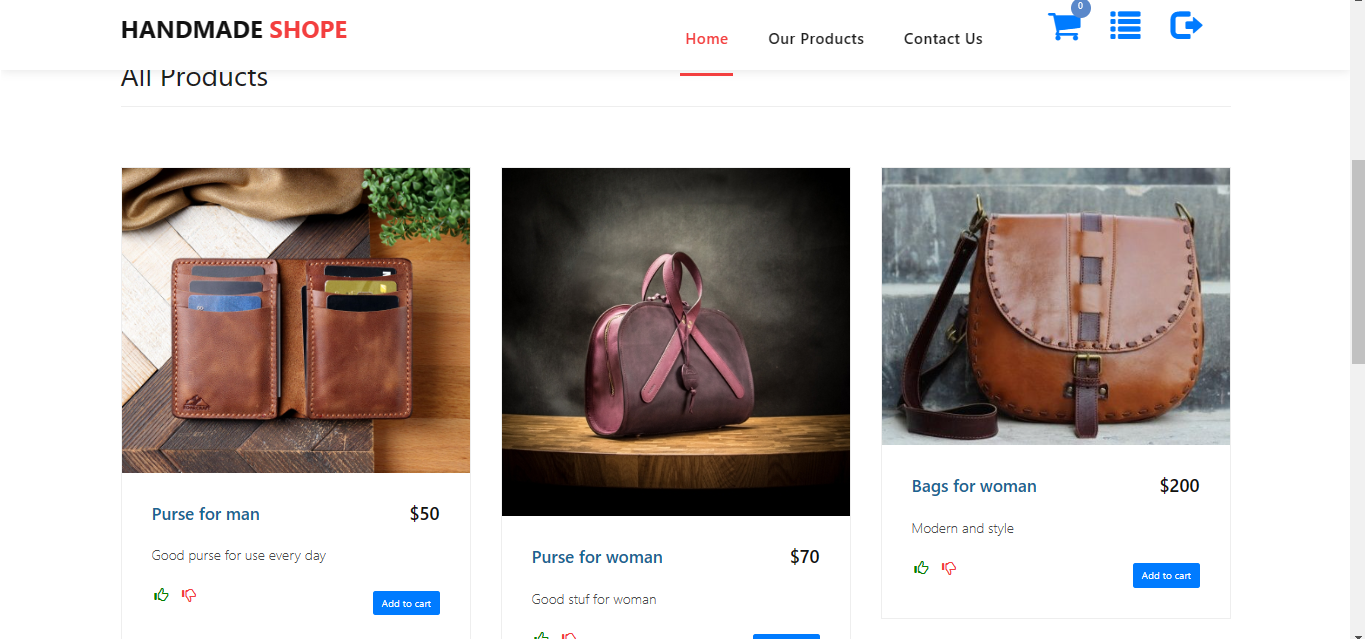 HANDMADE SHOPE
Home
Our Products
Contact Us
0
All Products
Purse for man
$50
Good purse for use every day
Add to cart
Purse for woman
$70
Good stuf for woman
Bags for woman
$200
Modern and style
Add to cart